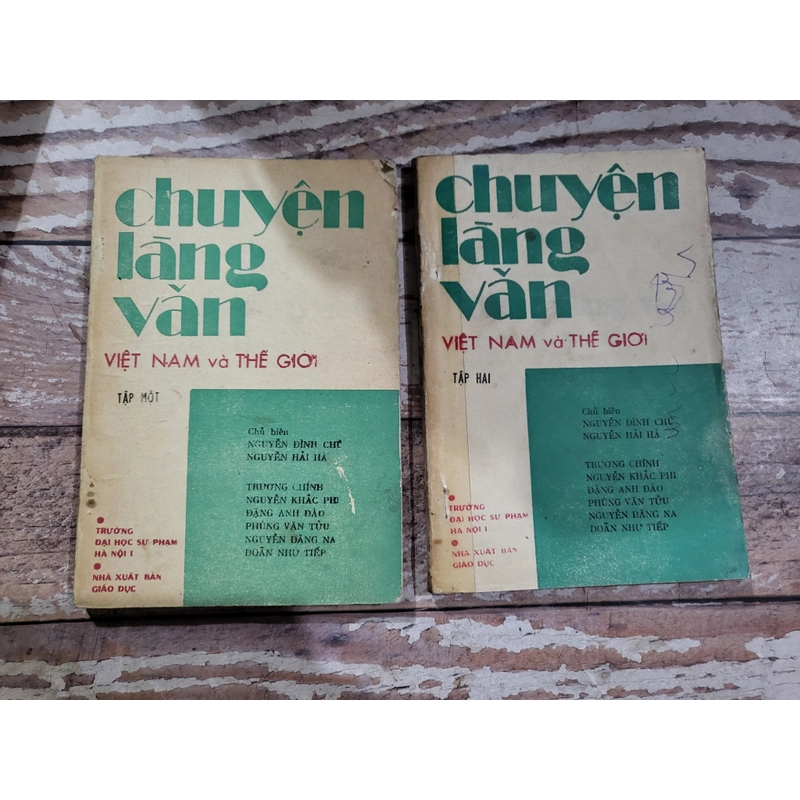 chuyện
làng
văn
VIỆT NAM và THẾ GIỚI
TẬP MỘT
Chủ biên
NGUYỄN ĐÌNH CHÚ
NGUYỄN HẢI HÀ
TRƯƠNG CHÍNH
NGUYỄN KHẮC PHI
ĐẶNG ANH ĐÀO
PHÙNG VĂN TỬU
NGUYỄN ĐĂNG NA
DOÃN NHƯ TIẾP
TRƯỜNG
ĐẠI HỌC SƯ PHẠM
HÀ NỘI I
NHÀ XUẤT BẢN
GIÁO DỤC
chuyện
làng
văn
VIỆT NAM và THẾ GIỚI
TẬP HAI
Chủ biên
NGUYỄN ĐÌNH CHÚ
NGUYỄN HẢI HÀ
TRƯƠNG CHÍNH
NGUYỄN KHẮC PHI
ĐẶNG ANH ĐÀO
PHÙNG VĂN TỬU
NGUYỄN ĐĂNG NA
DOÃN NHƯ TIẾP
TRƯỜNG
ĐẠI HỌC SƯ PHẠM
HÀ NỘI I
NHÀ XUẤT BẢN
GIÁO DỤC